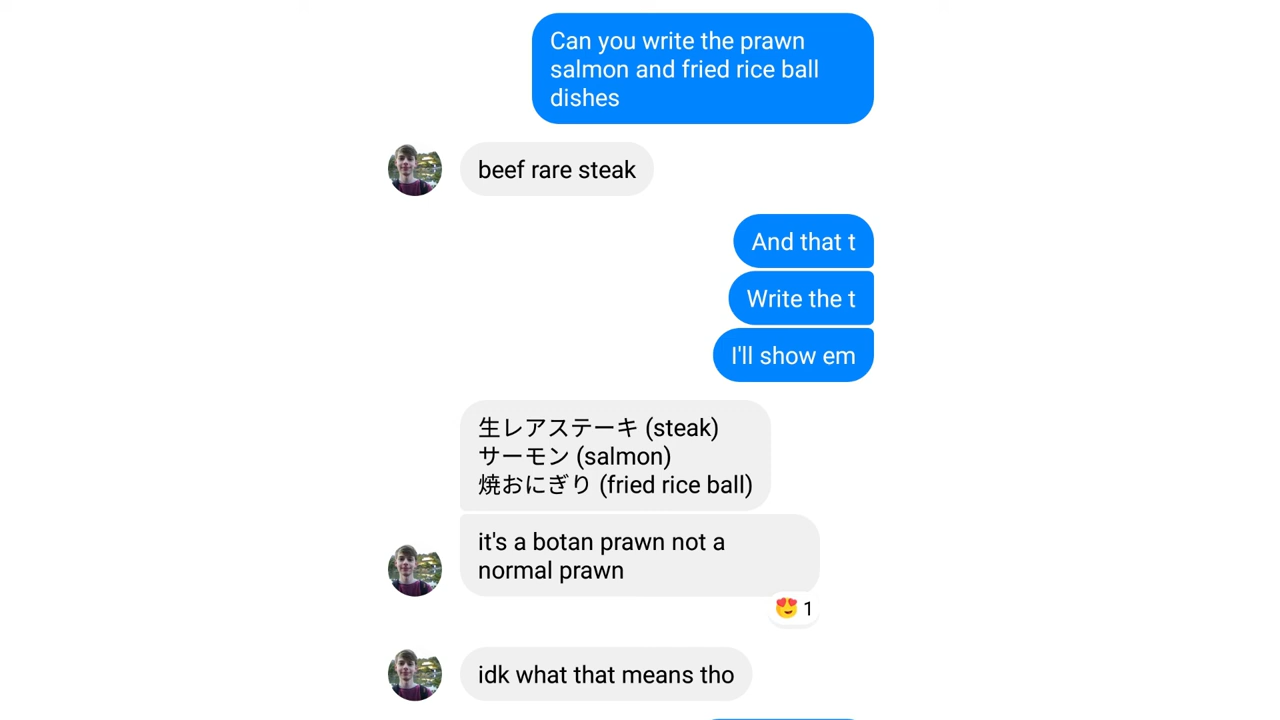 Can you write the prawn
salmon and fried rice ball
dishes
beef rare steak
And that t
Write the t
I'll show em
生レアステーキ (steak)
サーモン (salmon)
焼おにぎり (fried rice ball)
it's a botan prawn not a
normal prawn
1
idk what that means tho